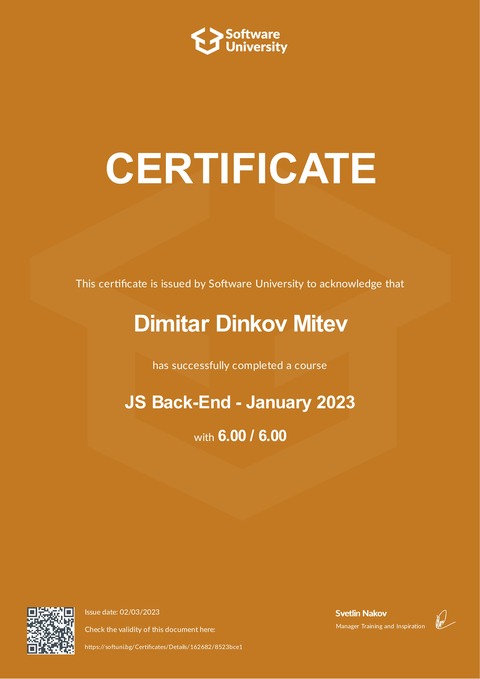 Software
University
CERTIFICATE
This certificate is issued by Software University to acknowledge that
Dimitar Dinkov Mitev
has successfully completed a course
JS Back-End - January 2023
with 6.00 / 6.00
Issue date: 02/03/2023
Check the validity of this document here:
https://softuni.bg/Certificates/Details/162682/8523bce1
Svetlin Nakov
Manager Training and Inspiration